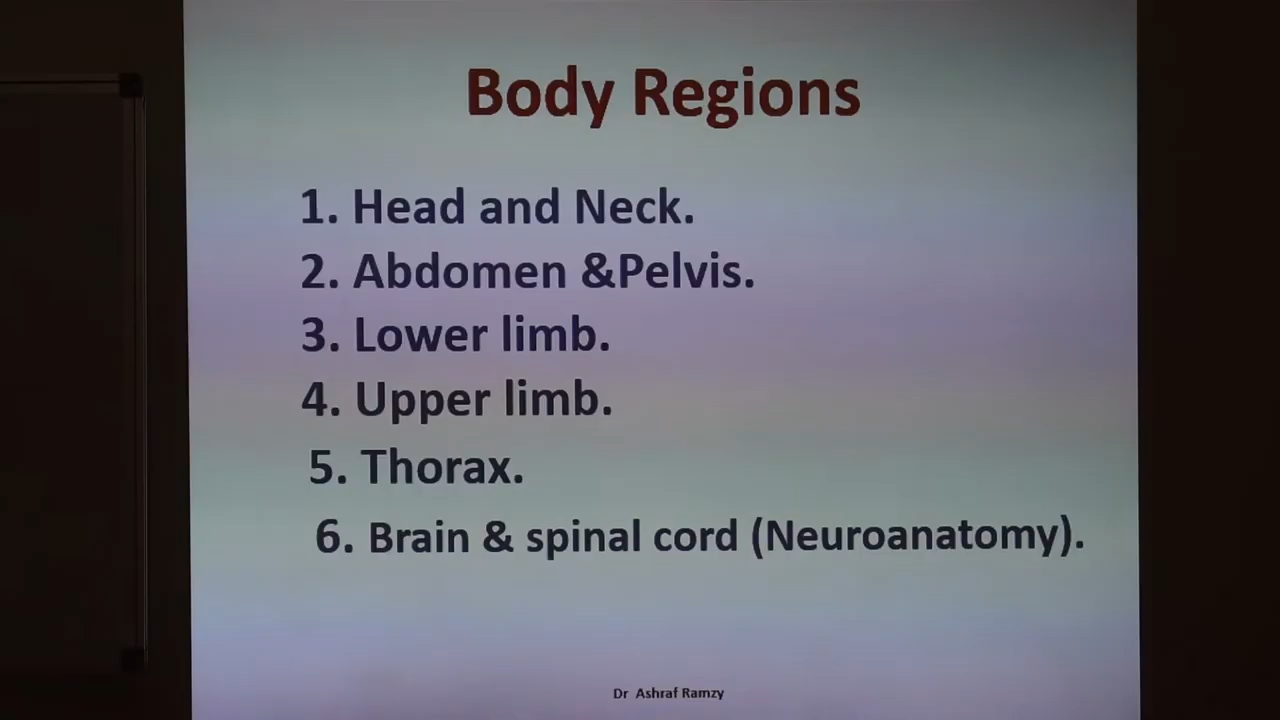 Body Regions
1. Head and Neck.
2. Abdomen &Pelvis.
3. Lower limb.
4. Upper limb.
5. Thorax.
6. Brain & spinal cord (Neuroanatomy).
Dr Ashraf Ramzy